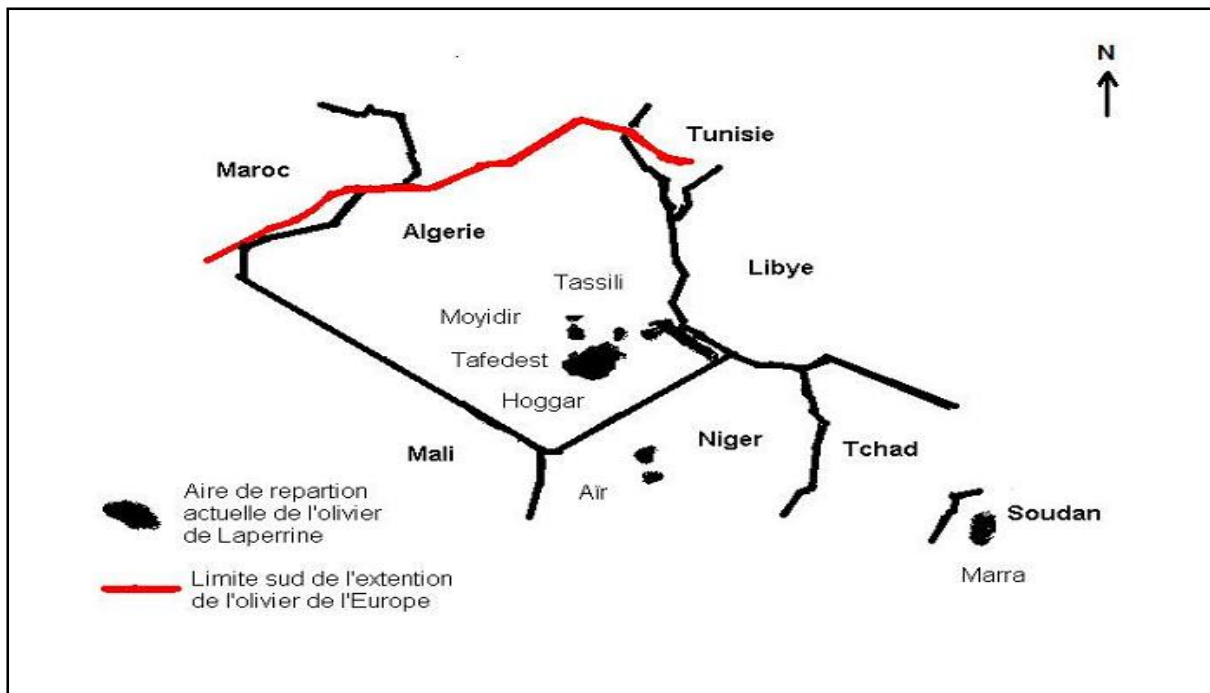 N
Tunisie
Maroc
Algerie
Libye
Tassili
Moyidir
Tafedest
Hoggar
Niger
Tchad
Mali
Aïr
Aire de repartion
actuelle de l'olivier
de Laperrine
Soudan
Marra
Limite sud de l'extention
de l'olivier de l'Europe